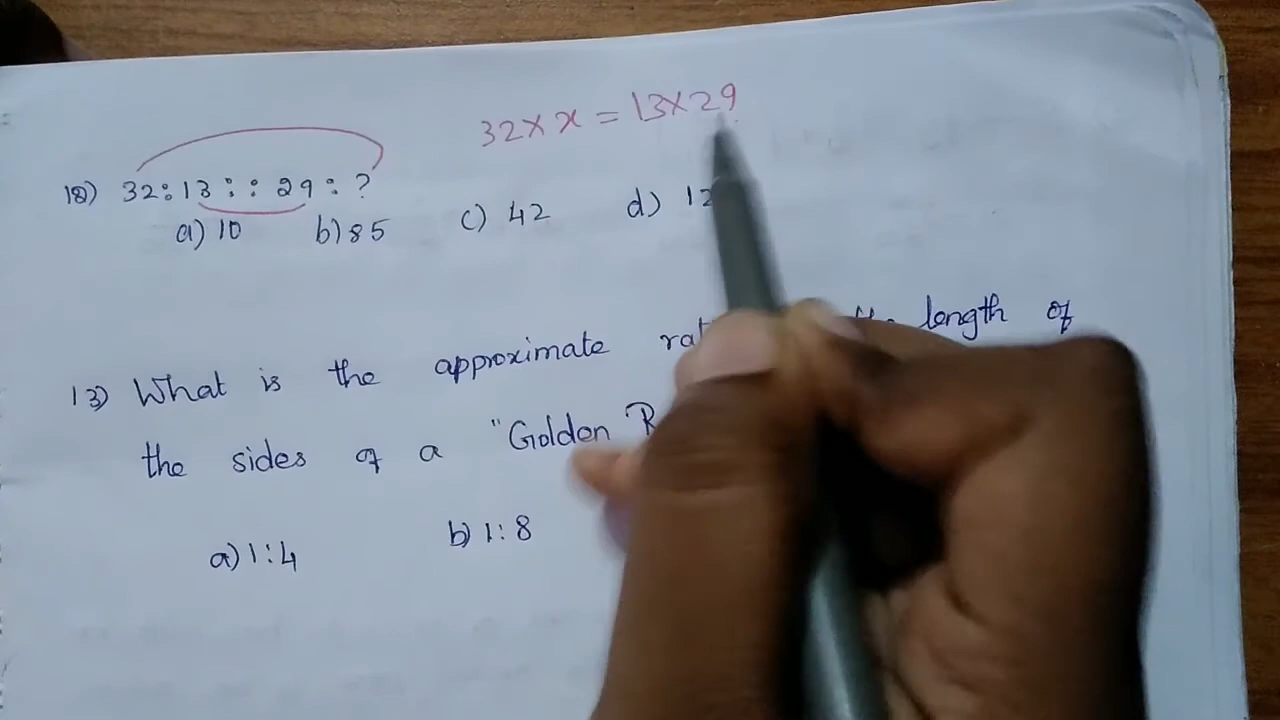 32 x x = 13 x 29
12) 32 : 13 : : 29 : ?
a) 10 b) 85 c) 42 d)
13) What is the approximate length of
the sides of a "Golden
a) 1:4 b) 1:8